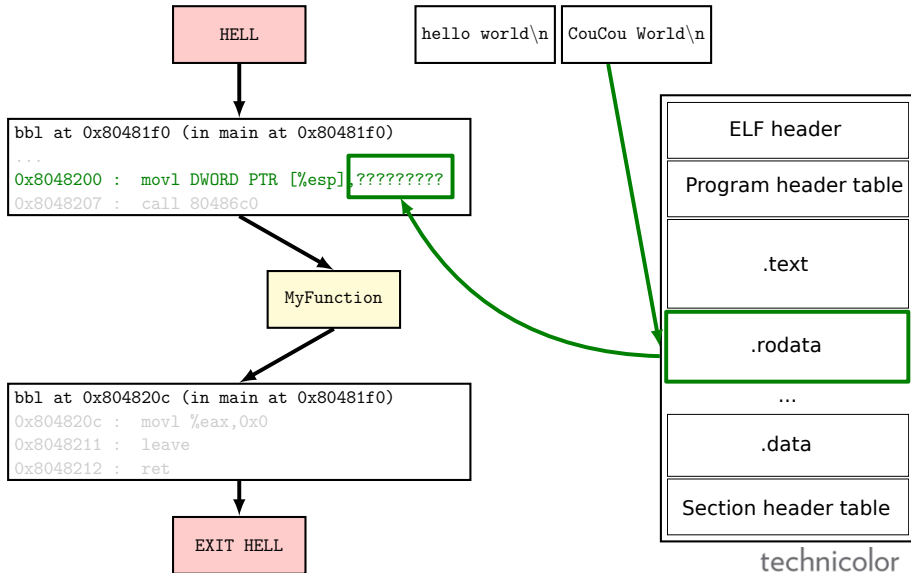 HELL
hello world\n
CouCou World\n
bbl at 0x80481f0 (in main at 0x80481f0)
...
0x8048200 : movl DWORD PTR [%esp],?????????
0x8048207 : call 80486c0
MyFunction
bbl at 0x804820c (in main at 0x80481f0)
0x804820c : movl %eax,0x0
0x8048211 : leave
0x8048212 : ret
EXIT HELL
ELF header
Program header table
.text
.rodata
...
.data
Section header table
technicolor